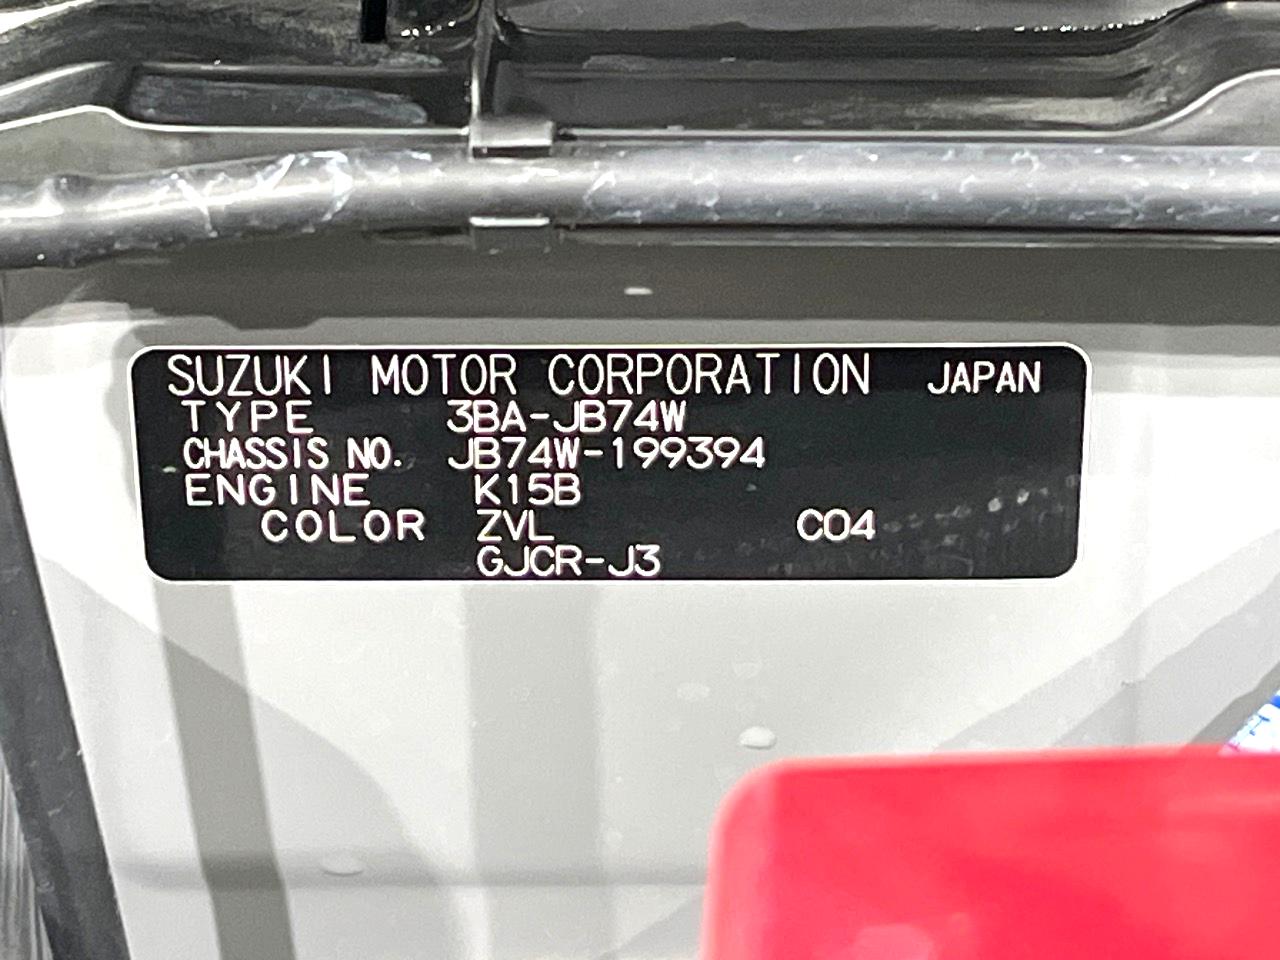 SUZUKI MOTOR CORPORATION JAPAN
TYPE 3BA-JB74W
CHASSIS NO. JB74W-199394
ENGINE K15B
COLOR ZVL C04
GJCR-J3